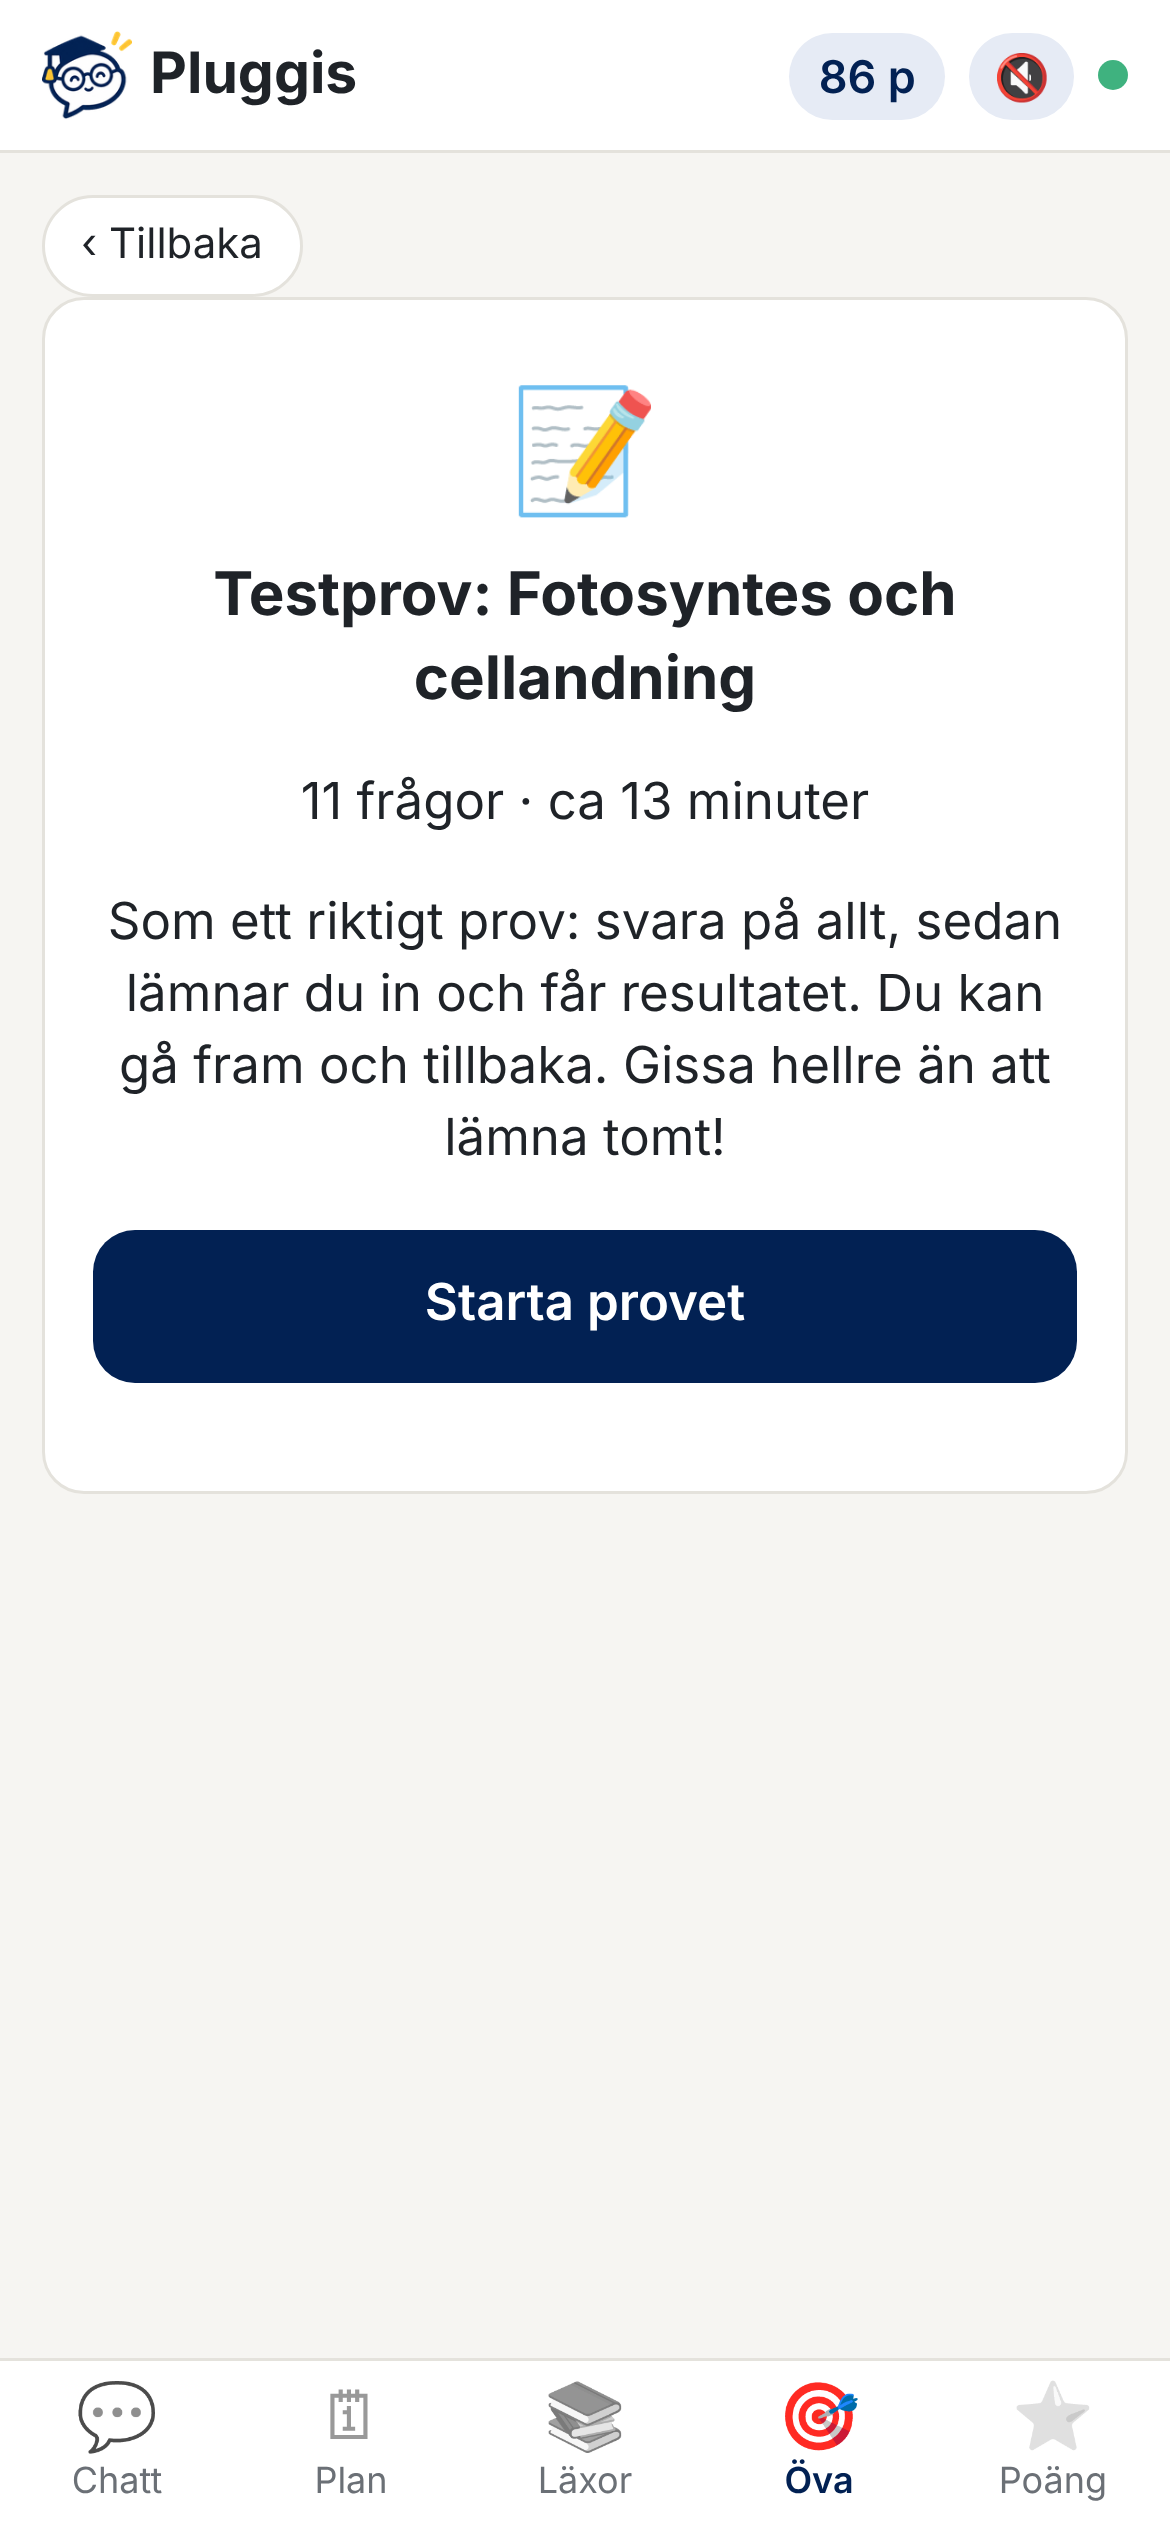 Pluggis
86 p
‹ Tillbaka
Testprov: Fotosyntes och
cellandning
11 frågor · ca 13 minuter
Som ett riktigt prov: svara på allt, sedan
lämnar du in och får resultatet. Du kan
gå fram och tillbaka. Gissa hellre än att
lämna tomt!
Starta provet
1
Chatt
Plan
Läxor
Öva
Poäng